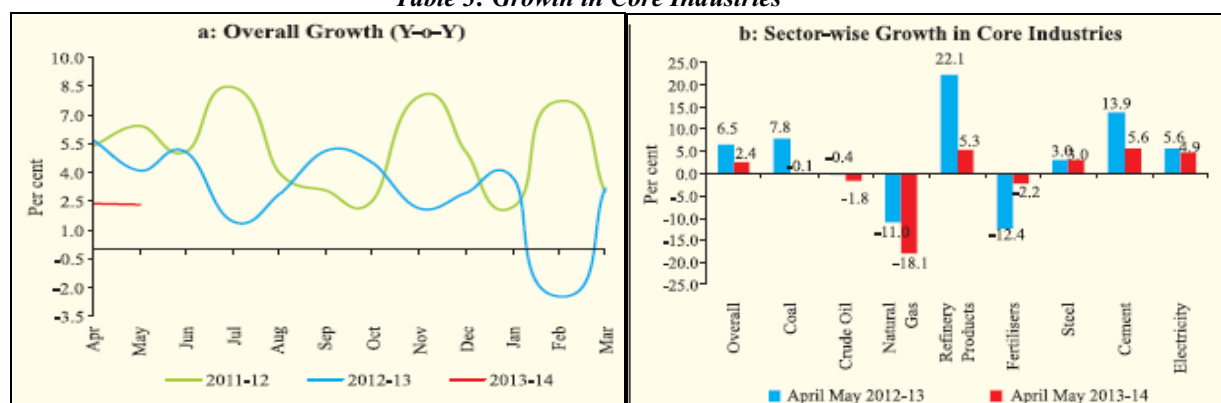 Table 3: Growth in Core Industries
a: Overall Growth (Y-o-Y)
Per cent
10.0
8.5
7.0
5.5
4.0
2.5
1.0
-0.5
-2.0
-3.5
Apr
May
Jun
Jul
Aug
Sep
Oct
Nov
Dec
Jan
Feb
Mar
2011-12 2012-13 2013-14
b: Sector-wise Growth in Core Industries
Per cent
25.0
20.0
15.0
10.0
5.0
0.0
-5.0
-10.0
-15.0
-20.0
-25.0
6.5
2.4
7.8
-0.1
-0.4
-1.8
-11.0
-18.1
22.1
5.3
-12.4
-2.2
3.0
3.0
13.9
5.6
5.6
4.9
Overall
Coal
Crude Oil
Natural
Gas
Refinery
Products
Fertilisers
Steel
Cement
Electricity
April May 2012-13 April May 2013-14